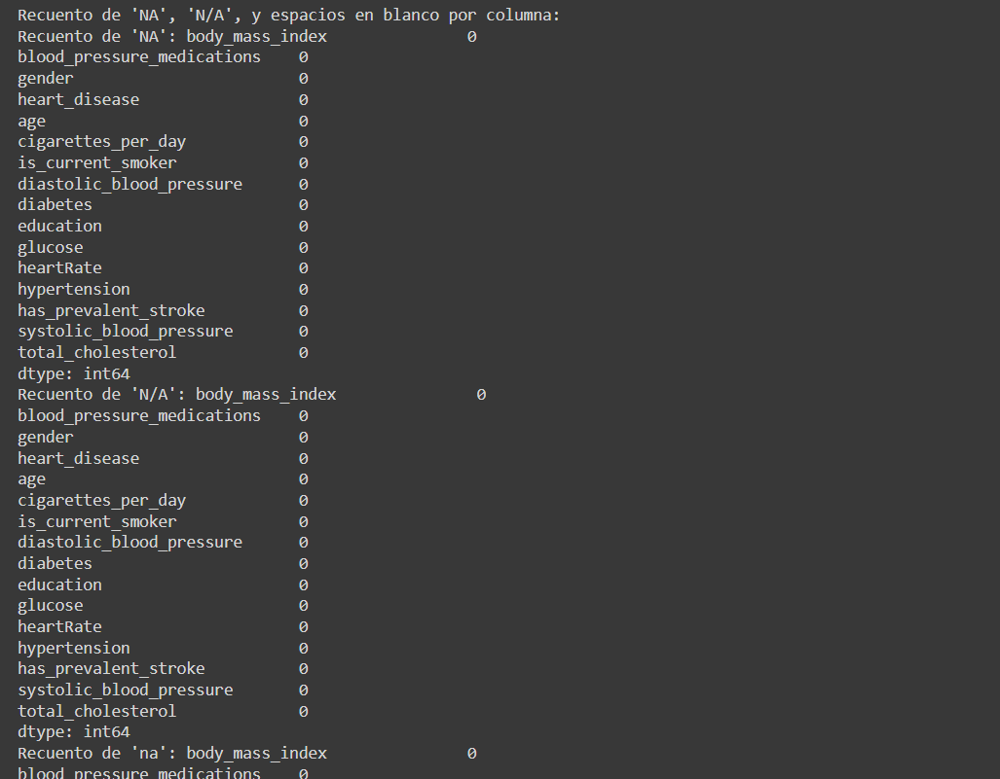 Recuento de 'NA', 'N/A', y espacios en blanco por columna:
Recuento de 'NA': body_mass_index               0
blood_pressure_medications    0
gender                        0
heart_disease                 0
age                           0
cigarettes_per_day            0
is_current_smoker             0
diastolic_blood_pressure      0
diabetes                      0
education                     0
glucose                       0
heartRate                     0
hypertension                  0
has_prevalent_stroke          0
systolic_blood_pressure       0
total_cholesterol             0
dtype: int64
Recuento de 'N/A': body_mass_index               0
blood_pressure_medications    0
gender                        0
heart_disease                 0
age                           0
cigarettes_per_day            0
is_current_smoker             0
diastolic_blood_pressure      0
diabetes                      0
education                     0
glucose                       0
heartRate                     0
hypertension                  0
has_prevalent_stroke          0
systolic_blood_pressure       0
total_cholesterol             0
dtype: int64
Recuento de 'na': body_mass_index               0
blood_pressure_medications    0